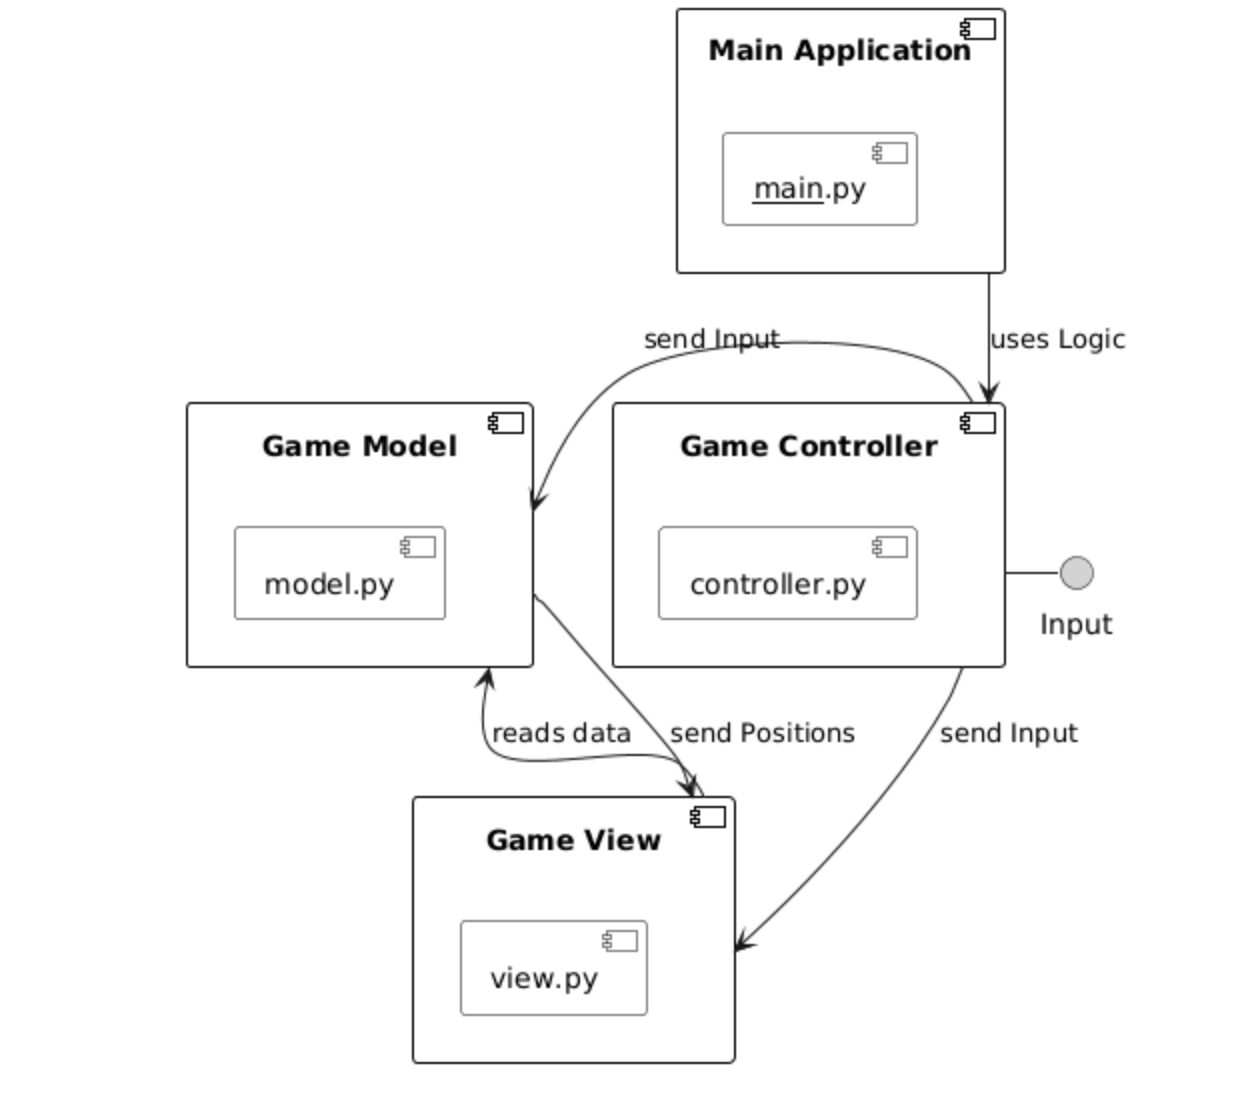 Main Application
main.py
send Input
uses Logic
Game Model
Game Controller
model.py
controller.py
Input
reads data
send Positions
send Input
Game View
view.py